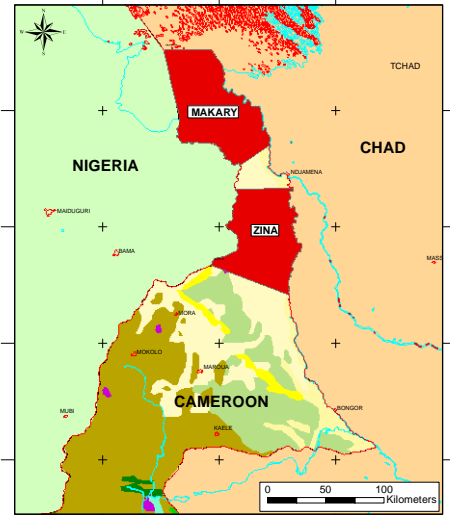 N
W E
S
TCHAD
MAKARY
CHAD
NIGERIA
NDJAMENA
MAIDUGURI
ZINA
BAMA
MASS
MORA
MOKOLO
MAROUA
CAMEROON
BONGOR
MUBI
KAELE
0 50 100
Kilometers